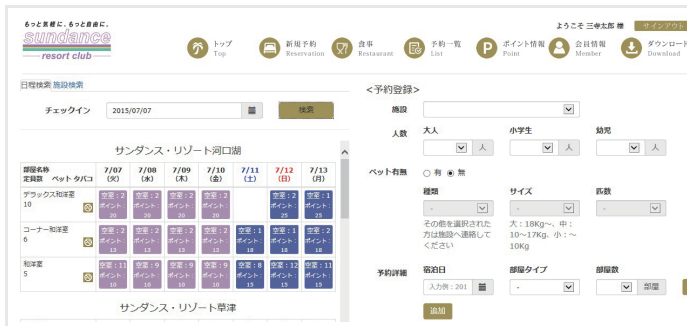 もっと気軽に、もっと自由に。
sundance
resort club
ようこそ 三寺太郎 様 サインアウト
トップ 新規予約 食事 予約一覧 ポイント情報 会員情報 ダウンロード
Top Reservation Restaurant List Point Member Download
日程検索 施設検索
チェックイン 2015/07/07 検索
サンダンス・リゾート河口湖
部屋名称 7/07 7/08 7/09 7/10 7/11 7/12 7/13
定員数 ペット タバコ (火) (水) (木) (金) (土) (日) (月)
デラックス和洋室 空室:2 空室:2 空室:2 空室:2 空室:2 空室:1
10 ポイント: ポイント: ポイント: ポイント: ポイント: ポイント:
20 20 20 20 25 25
コーナー和洋室 空室:2 空室:2 空室:2 空室:2 空室:1 空室:1 空室:2
6 ポイント: ポイント: ポイント: ポイント: ポイント: ポイント: ポイント:
13 13 13 13 18 18 18
和洋室 空室:11 空室:9 空室:9 空室:9 空室:8 空室:12 空室:11
5 ポイント: ポイント: ポイント: ポイント: ポイント: ポイント: ポイント:
10 10 10 10 15 15 15
サンダンス・リゾート草津
<予約登録>
施設
人数 大人 小学生 幼児
人 人 人
ペット有無 有 無
種類 サイズ 匹数
- - -
その他を選択された 大:18Kg～、中:
方は施設へ連絡して 10～17Kg、小:～
ください 10Kg
予約詳細 宿泊日 部屋タイプ 部屋数
入力例:201 - 部屋
追加